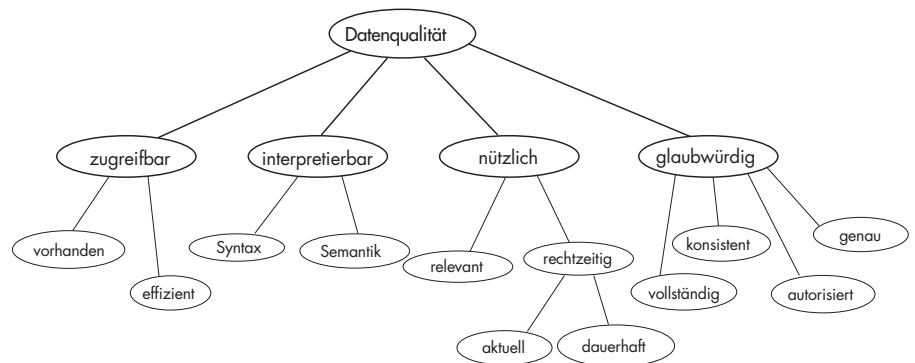 Datenqualität
zugreifbar
interpretierbar
nützlich
glaubwürdig
vorhanden
Syntax
Semantik
relevant
rechtzeitig
konsistent
genau
effizient
vollständig
autorisiert
aktuell
dauerhaft